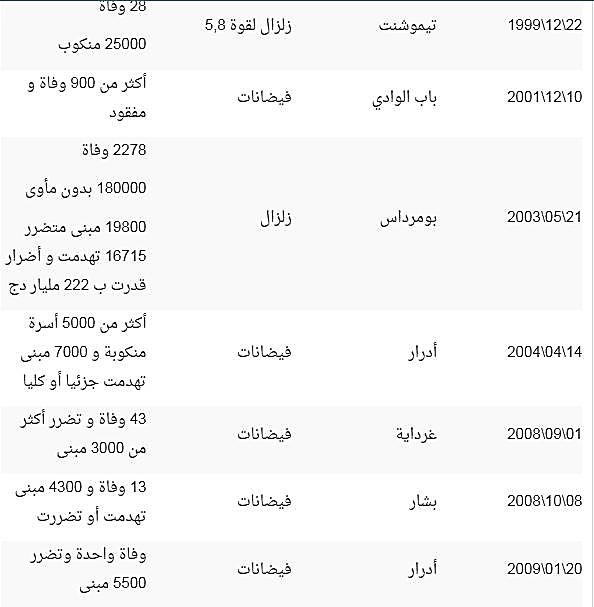 28 وفاة
1999\12\22 تيموشنت زلزال لقوة 5,8
25000 منكوب
أكثر من 900 وفاة و
2001\12\10 باب الوادي فيضانات
مفقود
2278 وفاة
180000 بدون مأوى
2003\05\21 بومرداس زلزال
19800 مبنى متضرر
16715 تهدمت و أضرار
قدرت ب 222 مليار دج
أكثر من 5000 أسرة
2004\04\14 أدرار فيضانات منكوبة و 7000 مبنى
تهدمت جزئيا أو كليا
43 وفاة و تضرر أكثر
2008\09\01 غرداية فيضانات
من 3000 مبنى
13 وفاة و 4300 مبنى
2008\10\08 بشار فيضانات
تهدمت أو تضررت
وفاة واحدة وتضرر
2009\01\20 أدرار فيضانات
5500 مبنى